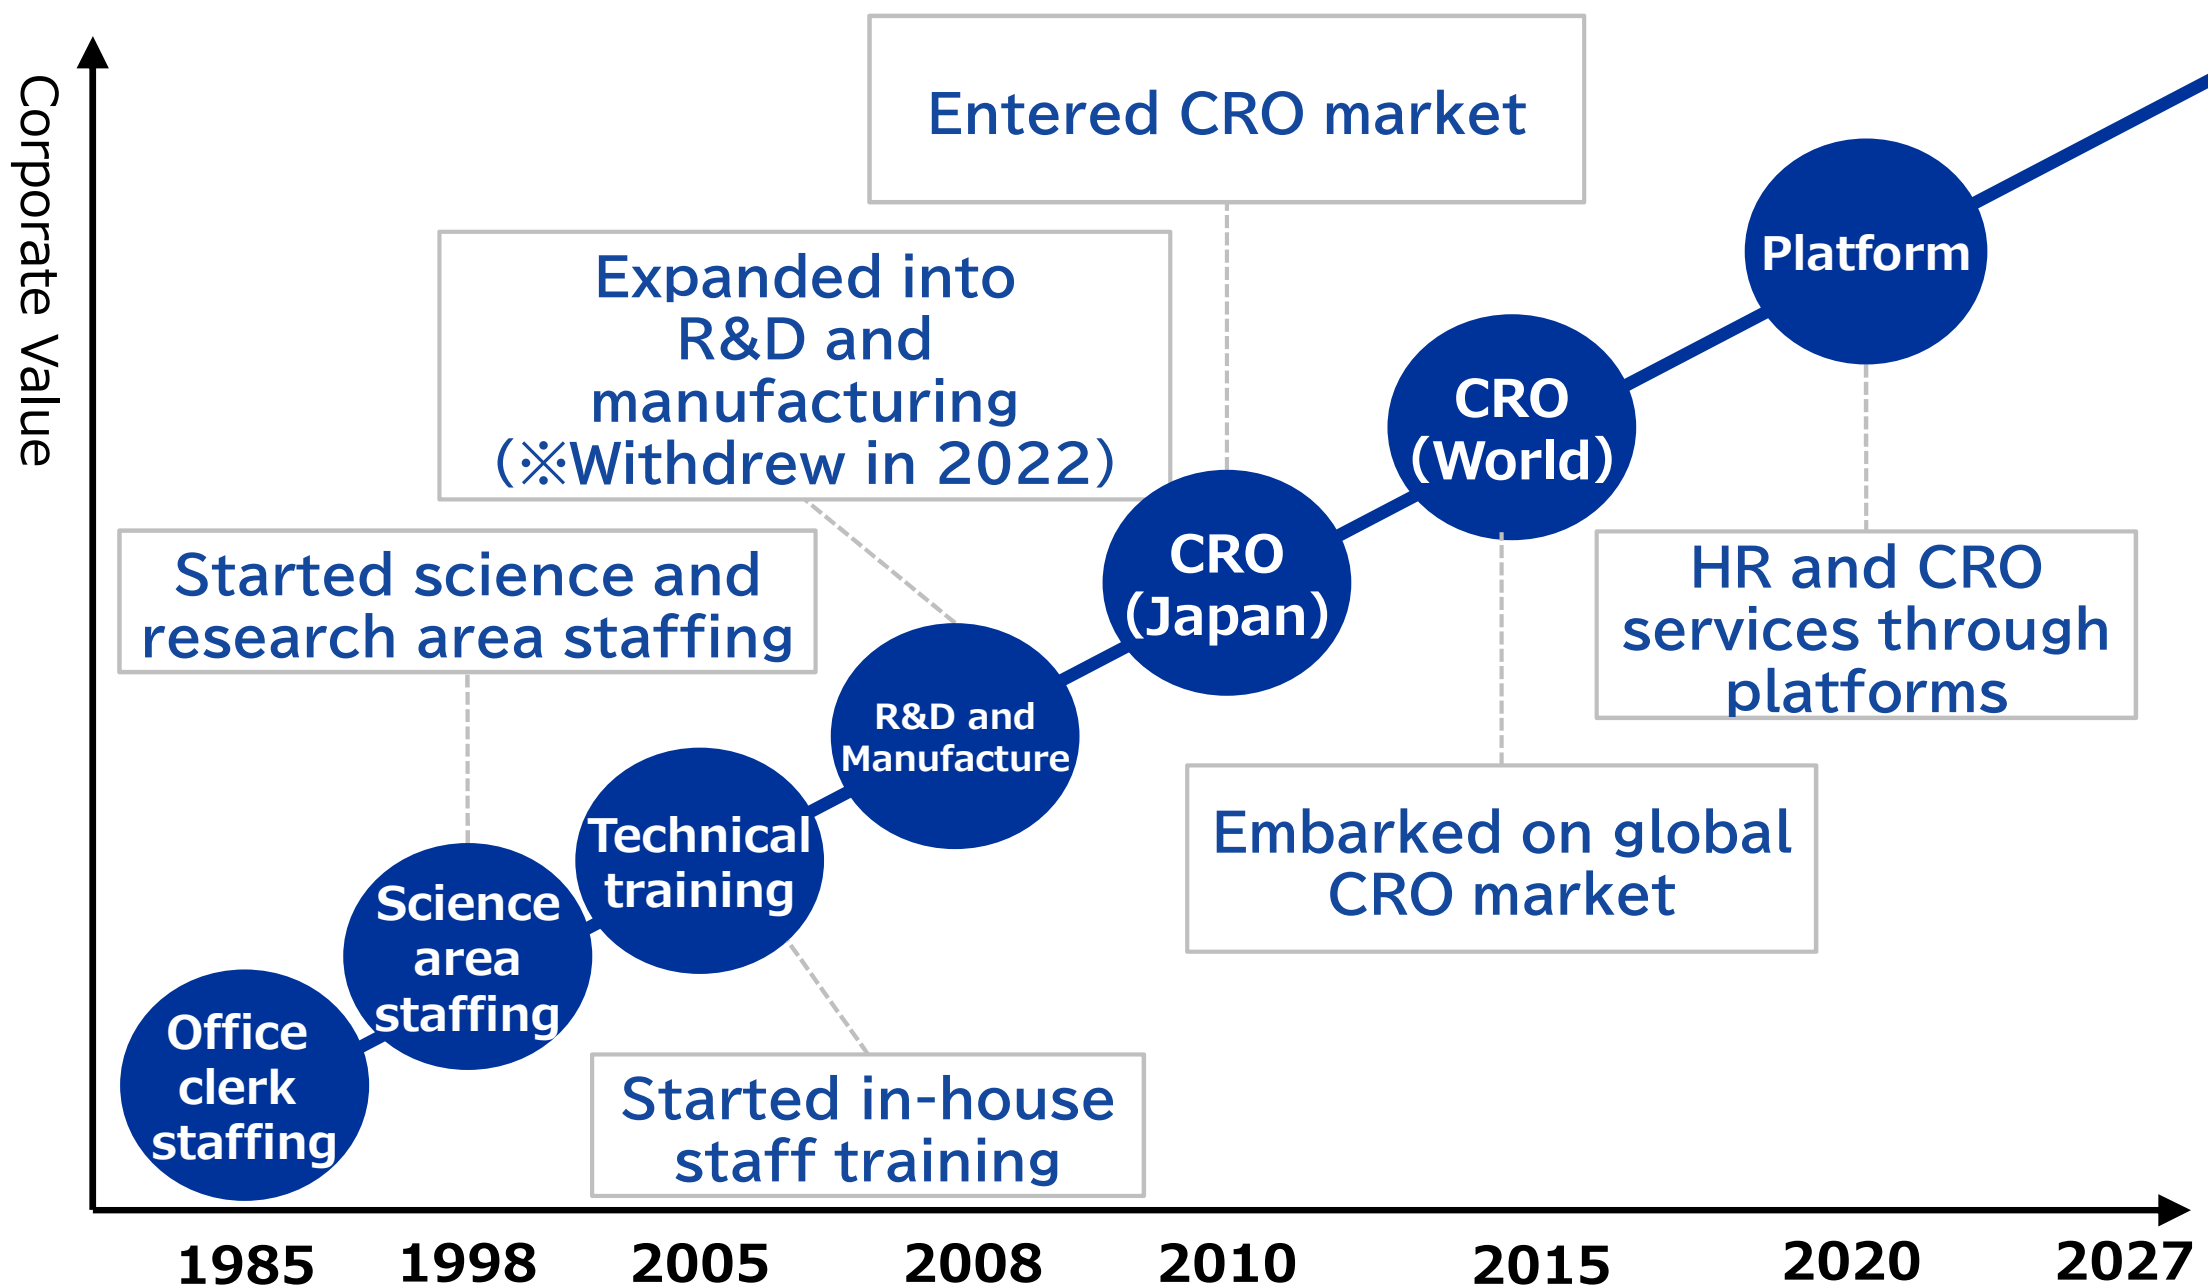 Corporate Value
Entered CRO market
Expanded into
R&D and
manufacturing
(※Withdrew in 2022)
Started science and
research area staffing
Platform
CRO
(World)
CRO
(Japan)
HR and CRO
services through
platforms
R&D and
Manufacture
Embarked on global
CRO market
Technical
training
Science
area
staffing
Office
clerk
staffing
Started in-house
staff training
1985 1998 2005 2008 2010 2015 2020 2027